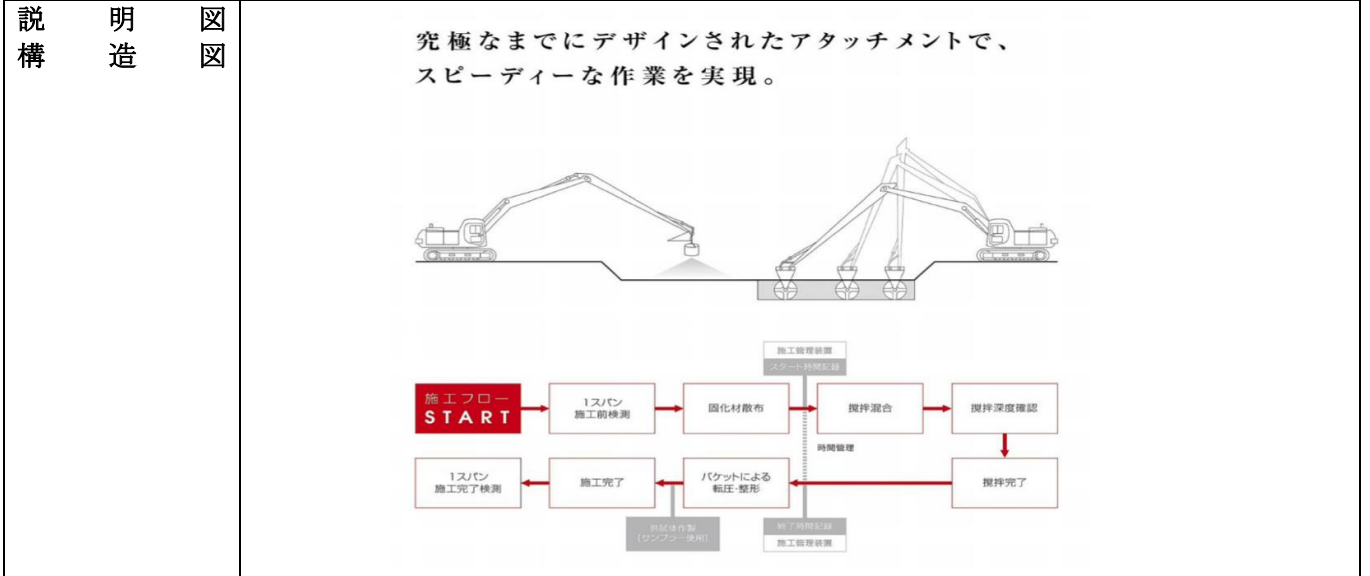 説明図
構造図
究極なまでにデザインされたアタッチメントで、
スピーディーな作業を実現。
施工管理装置
スタート時間記録
施工フロー
START
1スパン
施工前検測
固化材散布
攪拌混合
攪拌深度確認
時間管理
1スパン
施工完了検測
施工完了
バケットによる
転圧・整形
攪拌完了
供試体作製
(サンプラー使用)
終了時間記録
施工管理装置